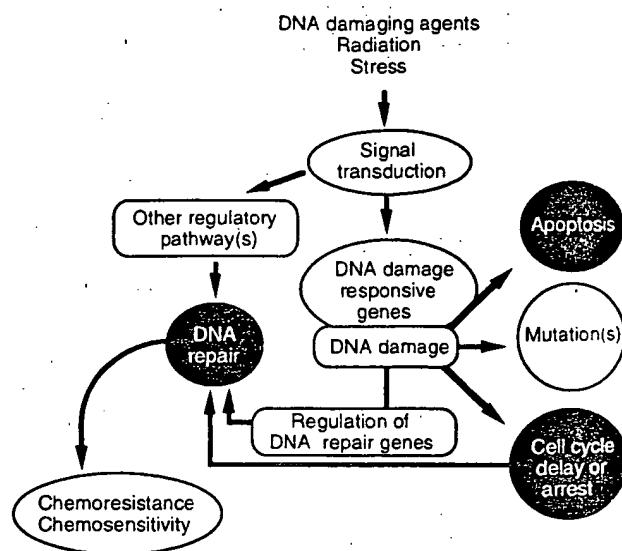 DNA damaging agents
Radiation
Stress
Signal
transduction
Other regulatory
pathway(s)
Apoptosis
DNA damage
responsive
genes
DNA
repair
DNA damage
Mutation(s)
Regulation of
DNA repair genes
Cell cycle
delay or
arrest
Chemoresistance
Chemosensitivity